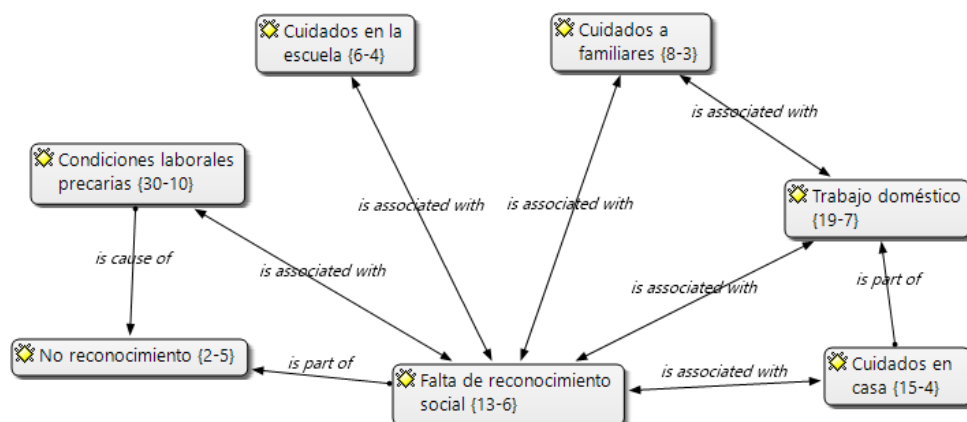 Cuidados en la
escuela {6-4}
Cuidados a
familiares {8-3}
is associated with
Condiciones laborales
precarias {30-10}
Trabajo doméstico
{19-7}
is associated with
is associated with
is cause of
is associated with
is associated with
is part of
No reconocimiento {2-5}
is part of
Falta de reconocimiento
social {13-6}
is associated with
Cuidados en
casa {15-4}